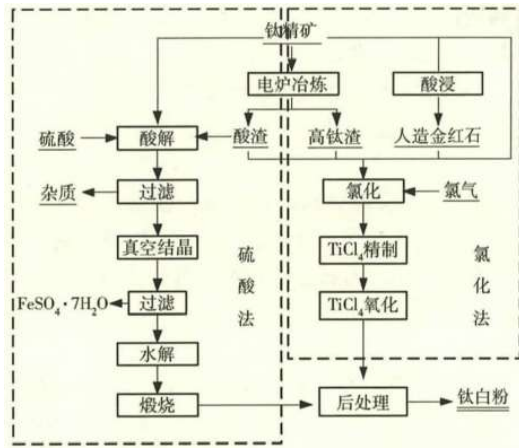 钛精矿
电炉冶炼
酸浸
硫酸
酸解
酸渣
高钛渣
人造金红石
杂质
过滤
氯化
氯气
真空结晶
硫酸法
TiCl₄精制
氯化法
FeSO₄·7H₂O
过滤
TiCl₄氧化
水解
煅烧
后处理
钛白粉